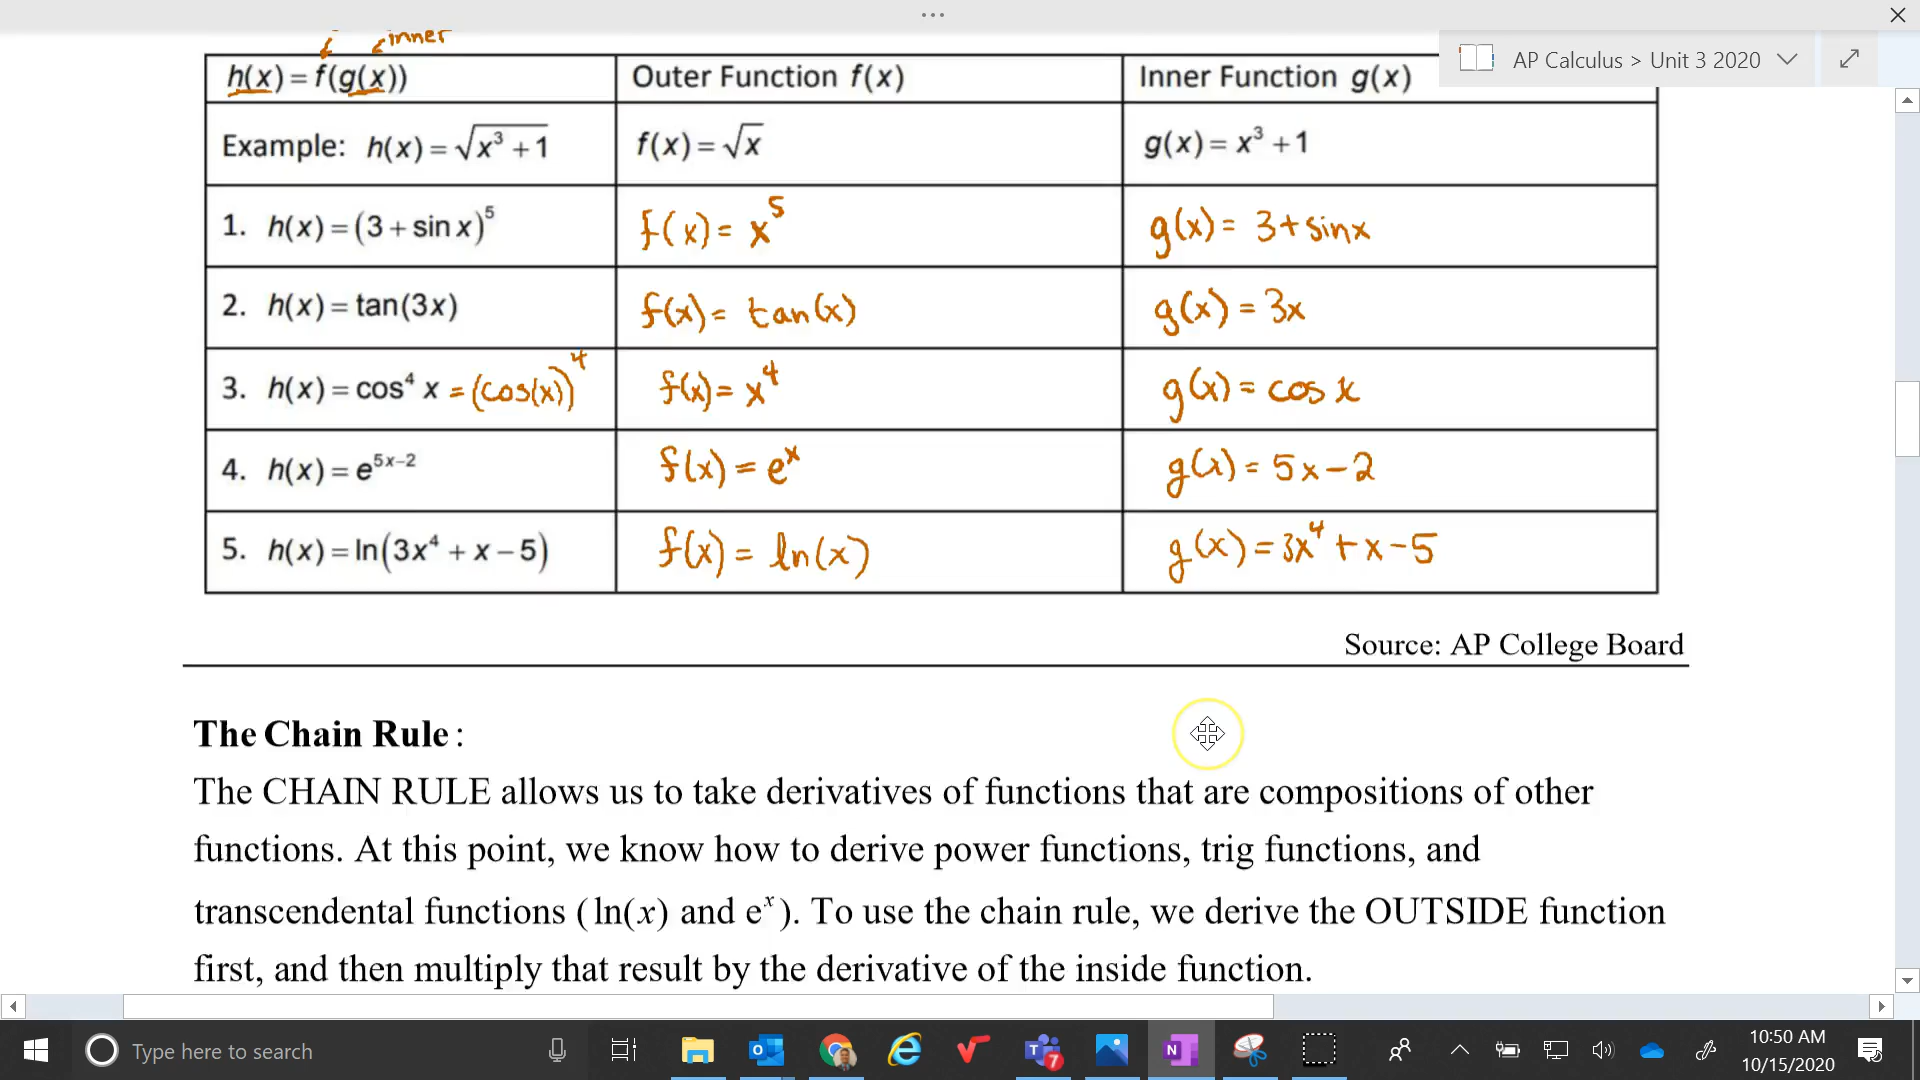 ...
inner
AP Calculus > Unit 3 2020
h(x) = f(g(x)) Outer Function f(x) Inner Function g(x)
Example: h(x) = √(x³ + 1) f(x) = √x g(x) = x³ + 1
1. h(x) = (3 + sin x)⁵ f(x) = x⁵ g(x) = 3 + sinx
2. h(x) = tan(3x) f(x) = tan(x) g(x) = 3x
3. h(x) = cos⁴ x = (cos(x))⁴ f(x) = x⁴ g(x) = cos x
4. h(x) = e⁵ˣ⁻² f(x) = eˣ g(x) = 5x − 2
5. h(x) = ln(3x⁴ + x − 5) f(x) = ln(x) g(x) = 3x⁴ + x − 5
Source: AP College Board
The Chain Rule :
The CHAIN RULE allows us to take derivatives of functions that are compositions of other
functions. At this point, we know how to derive power functions, trig functions, and
transcendental functions (ln(x) and eˣ). To use the chain rule, we derive the OUTSIDE function
first, and then multiply that result by the derivative of the inside function.
Type here to search
7
N
10:50 AM
10/15/2020